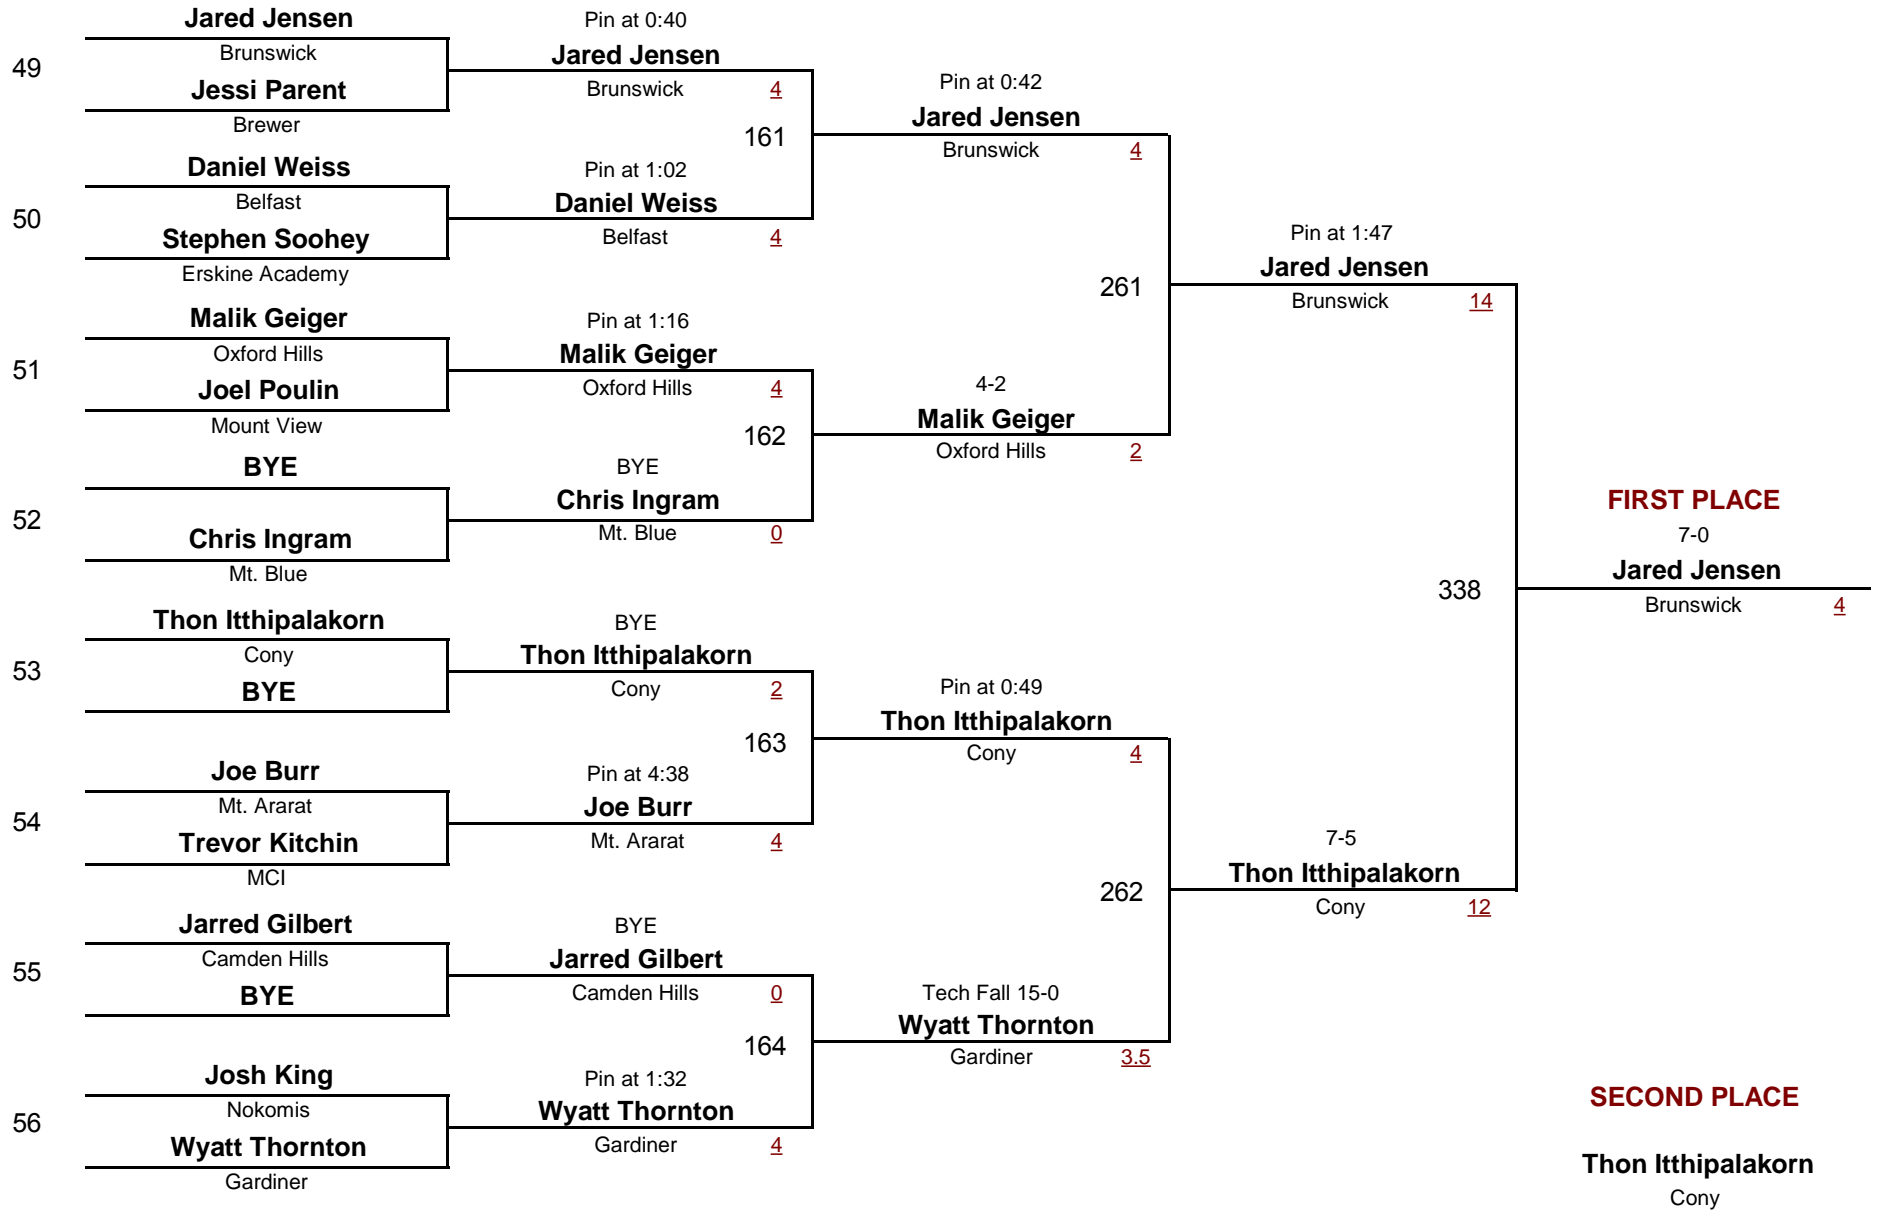 Jared Jensen
Brunswick
49
Jessi Parent
Brewer
Daniel Weiss
Belfast
50
Stephen Soohey
Erskine Academy
Malik Geiger
Oxford Hills
51
Joel Poulin
Mount View
BYE
52
Chris Ingram
Mt. Blue
Thon Itthipalakorn
Cony
53
BYE
Joe Burr
Mt. Ararat
54
Trevor Kitchin
MCI
Jarred Gilbert
Camden Hills
55
BYE
Josh King
Nokomis
56
Wyatt Thornton
Gardiner
Pin at 0:40
Jared Jensen
Brunswick 4
161
Pin at 1:02
Daniel Weiss
Belfast 4
Pin at 1:16
Malik Geiger
Oxford Hills 4
162
BYE
Chris Ingram
Mt. Blue 0
BYE
Thon Itthipalakorn
Cony 2
163
Pin at 4:38
Joe Burr
Mt. Ararat 4
BYE
Jarred Gilbert
Camden Hills 0
164
Pin at 1:32
Wyatt Thornton
Gardiner 4
Pin at 0:42
Jared Jensen
Brunswick 4
261
4-2
Malik Geiger
Oxford Hills 2
Pin at 0:49
Thon Itthipalakorn
Cony 4
262
Tech Fall 15-0
Wyatt Thornton
Gardiner 3.5
Pin at 1:47
Jared Jensen
Brunswick 14
338
7-5
Thon Itthipalakorn
Cony 12
FIRST PLACE
7-0
Jared Jensen
Brunswick 4
SECOND PLACE
Thon Itthipalakorn
Cony